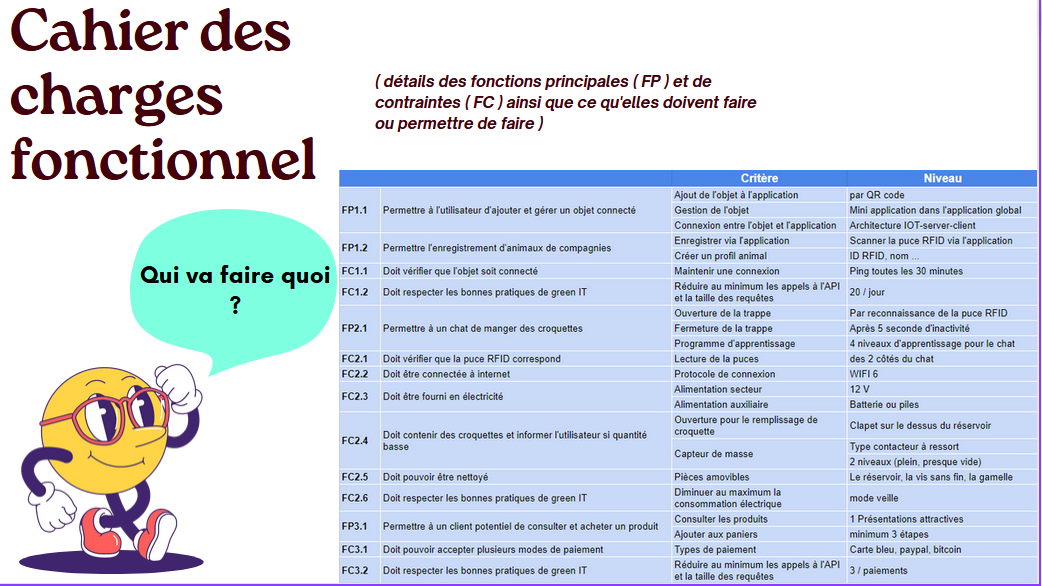 Cahier des
charges
fonctionnel
( détails des fonctions principales ( FP ) et de
contraintes ( FC ) ainsi que ce qu'elles doivent faire
ou permettre de faire )
Qui va faire quoi
?
Critère Niveau
FP1.1 Permettre à l'utilisateur d'ajouter et gérer un objet connecté
Ajout de l'objet à l'application par QR code
Gestion de l'objet Mini application dans l'application global
Connexion entre l'objet et l'application Architecture IOT-server-client
FP1.2 Permettre l'enregistrement d'animaux de compagnies
Enregistrer via l'application Scanner la puce RFID via l'application
Créer un profil animal ID RFID, nom ...
FC1.1 Doit vérifier que l'objet soit connecté Maintenir une connexion Ping toutes les 30 minutes
FC1.2 Doit respecter les bonnes pratiques de green IT
Réduire au minimum les appels à l'API
et la taille des requêtes
20 / jour
FP2.1 Permettre à un chat de manger des croquettes
Ouverture de la trappe Par reconnaissance de la puce RFID
Fermeture de la trappe Après 5 seconde d'inactivité
Programme d'apprentissage 4 niveaux d'apprentissage pour le chat
FC2.1 Doit vérifier que la puce RFID correspond Lecture de la puces des 2 côtés du chat
FC2.2 Doit être connectée à internet Protocole de connexion WIFI 6
FC2.3 Doit être fourni en électricité
Alimentation secteur 12 V
Alimentation auxiliaire Batterie ou piles
FC2.4 Doit contenir des croquettes et informer l'utilisateur si quantité
basse
Ouverture pour le remplissage de
croquette
Clapet sur le dessus du réservoir
Capteur de masse
Type contacteur à ressort
2 niveaux (plein, presque vide)
FC2.5 Doit pouvoir être nettoyé Pièces amovibles Le réservoir, la vis sans fin, la gamelle
FC2.6 Doit respecter les bonnes pratiques de green IT
Diminuer au maximum la
consommation électrique
mode veille
FP3.1 Permettre à un client potentiel de consulter et acheter un produit
Consulter les produits 1 Présentations attractives
Ajouter aux paniers minimum 3 étapes
FC3.1 Doit pouvoir accepter plusieurs modes de paiement Types de paiement Carte bleu, paypal, bitcoin
FC3.2 Doit respecter les bonnes pratiques de green IT
Réduire au minimum les appels à l'API
et la taille des requêtes
3 / paiements